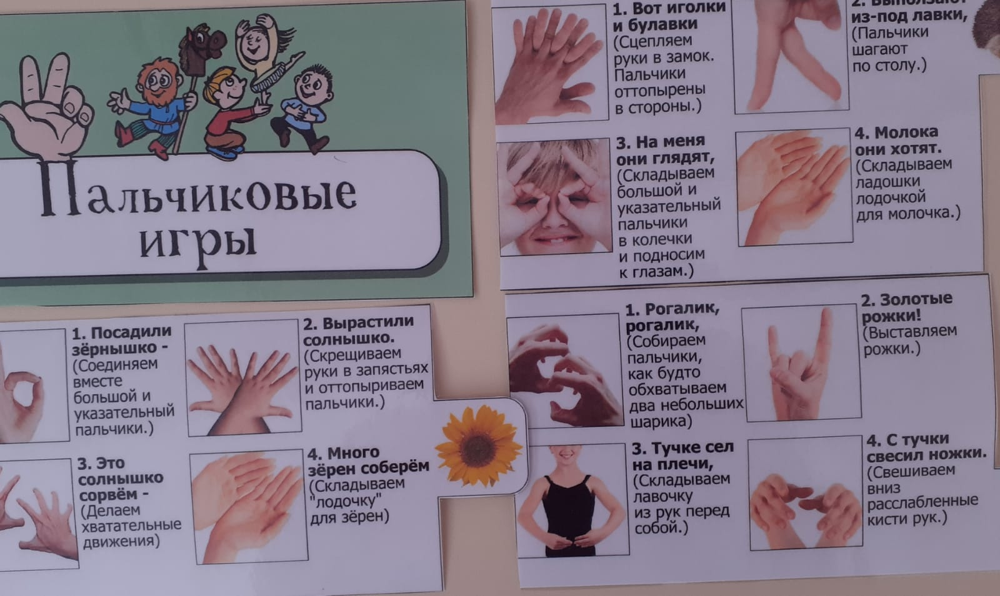 Пальчиковые
игры
1. Вот иголки
и булавки
(Сцепляем
руки в замок.
Пальчики
оттопырены
в стороны.)
2. Выползают
из-под лавки,
(Пальчики
шагают
по столу.)
3. На меня
они глядят,
(Складываем
большой и
указательный
пальчики
в колечки
и подносим
к глазам.)
4. Молока
они хотят.
(Складываем
ладошки
лодочкой
для молочка.)
1. Посадили
зёрнышко -
(Соединяем
вместе
большой и
указательный
пальчики.)
2. Вырастили
солнышко.
(Скрещиваем
руки в запястьях
и оттопыриваем
пальчики.)
3. Это
солнышко
сорвём -
(Делаем
хватательные
движения)
4. Много
зёрен соберём
(Складываем
"лодочку"
для зёрен)
1. Рогалик,
рогалик,
(Собираем
пальчики,
как будто
обхватываем
два небольших
шарика)
2. Золотые
рожки!
(Выставляем
рожки.)
3. Тучке сел
на плечи,
(Складываем
лавочку
из рук перед
собой.)
4. С тучки
свесил ножки.
(Свешиваем
вниз
расслабленные
кисти рук.)